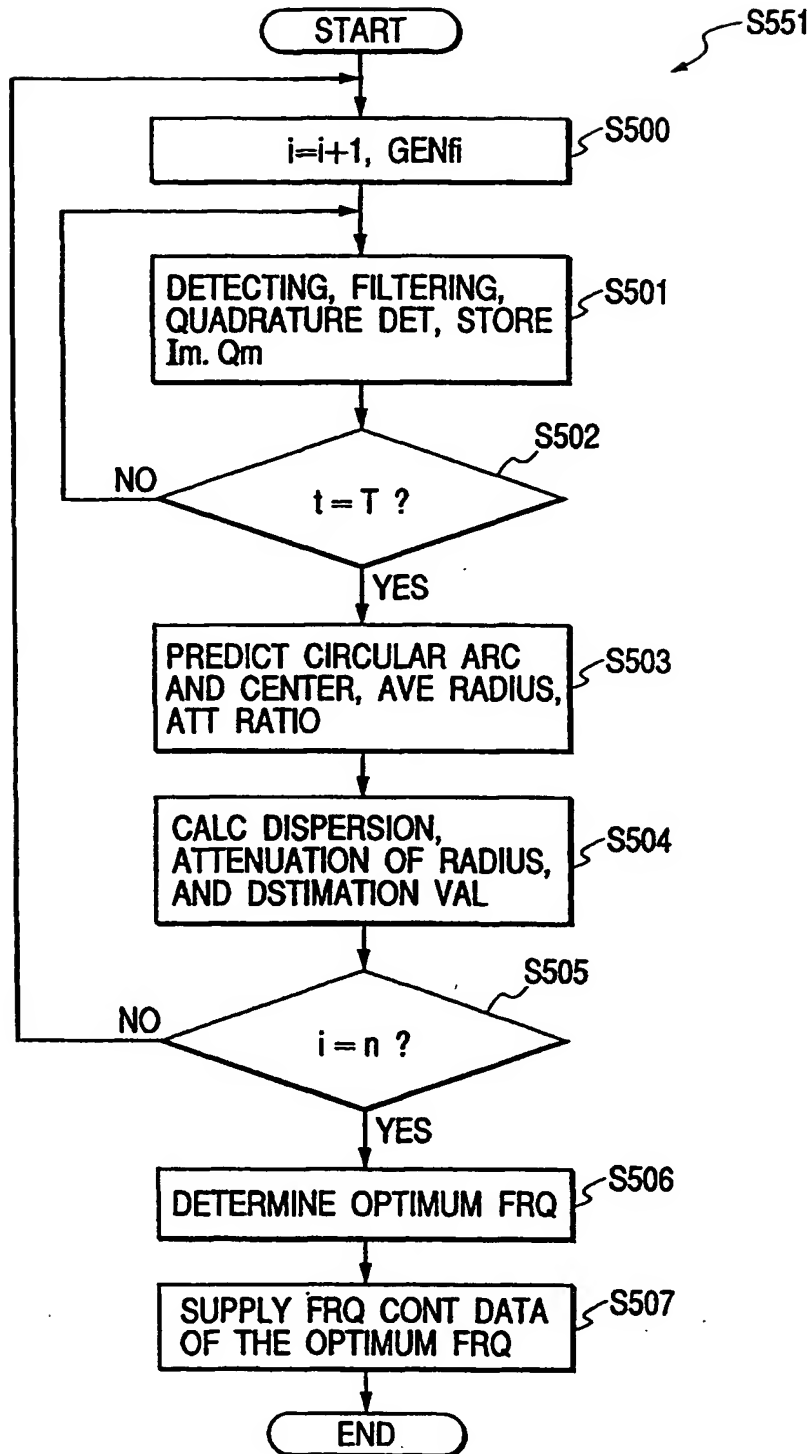 START
S551
i=i+1, GENfi
S500
DETECTING, FILTERING,
QUADRATURE DET, STORE
Im. Qm
S501
S502
NO
t=T ?
YES
PREDICT CIRCULAR ARC
AND CENTER, AVE RADIUS,
ATT RATIO
S503
CALC DISPERSION,
ATTENUATION OF RADIUS,
AND DSTIMATION VAL
S504
S505
NO
i=n ?
YES
DETERMINE OPTIMUM FRQ
S506
SUPPLY FRQ CONT DATA
OF THE OPTIMUM FRQ
S507
END